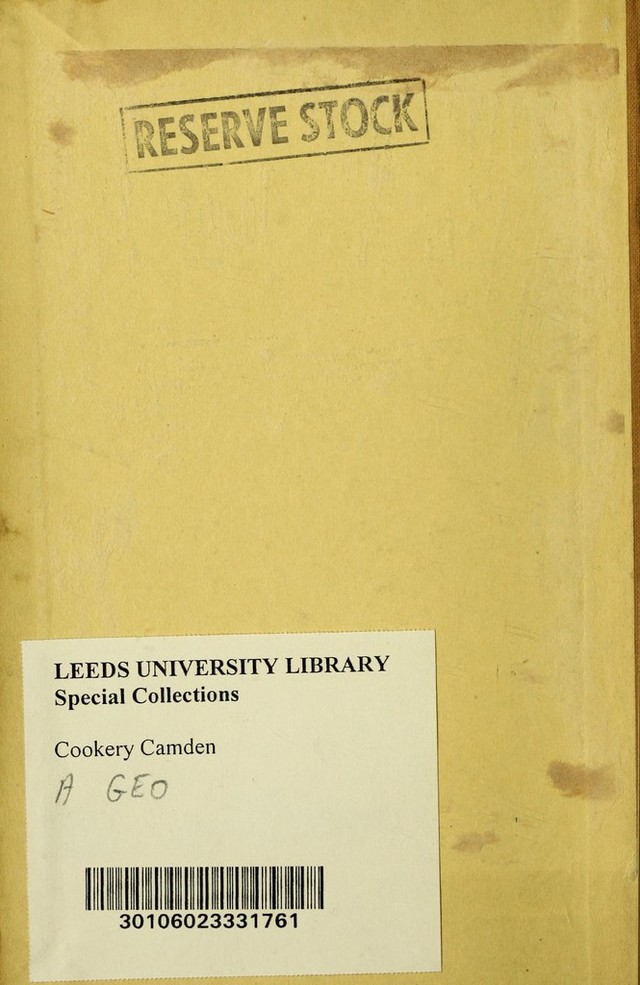 RESERVE STOCK
LEEDS UNIVERSITY LIBRARY
Special Collections
Cookery Camden
A GEO
30106023331761